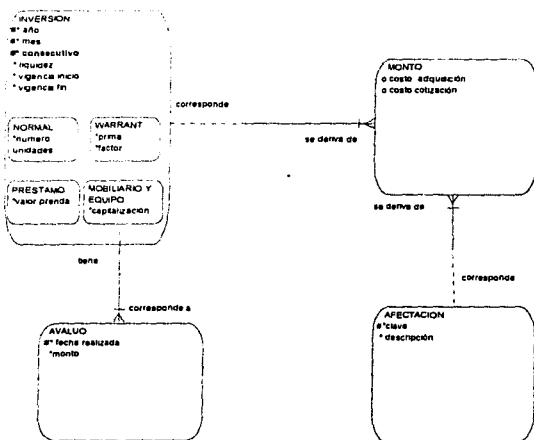 INVERSION
#* año
#* mes
#* consecutivo
* liquidez
* vigencia inicio
* vigencia fin
NORMAL
*numero
unidades
WARRANT
*prima
*factor
PRESTAMO
*valor prenda
MOBILIARIO Y
EQUIPO
*capitalización
corresponde
se deriva de
MONTO
o costo adquisición
o costo cotización
se deriva de
corresponde
tiene
corresponde a
AVALUO
#* fecha realizada
*monto
AFECTACION
#*clave
* descripción